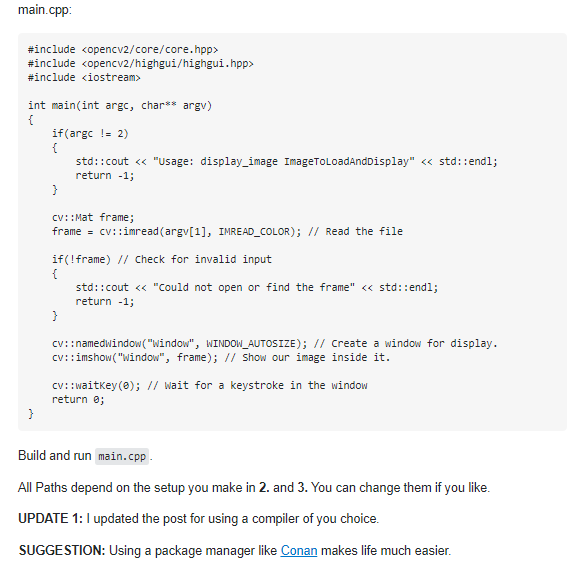 main.cpp:
#include <opencv2/core/core.hpp>
#include <opencv2/highgui/highgui.hpp>
#include <iostream>
int main(int argc, char** argv)
{
if(argc != 2)
{
std::cout << "Usage: display_image ImageToLoadAndDisplay" << std::endl;
return -1;
}
cv::Mat frame;
frame = cv::imread(argv[1], IMREAD_COLOR); // Read the file
if(!frame) // Check for invalid input
{
std::cout << "Could not open or find the frame" << std::endl;
return -1;
}
cv::namedWindow("Window", WINDOW_AUTOSIZE); // Create a window for display.
cv::imshow("Window", frame); // Show our image inside it.
cv::waitKey(0); // Wait for a keystroke in the window
return 0;
}
Build and run main.cpp.
All Paths depend on the setup you make in 2. and 3. You can change them if you like.
UPDATE 1: I updated the post for using a compiler of you choice.
SUGGESTION: Using a package manager like Conan makes life much easier.